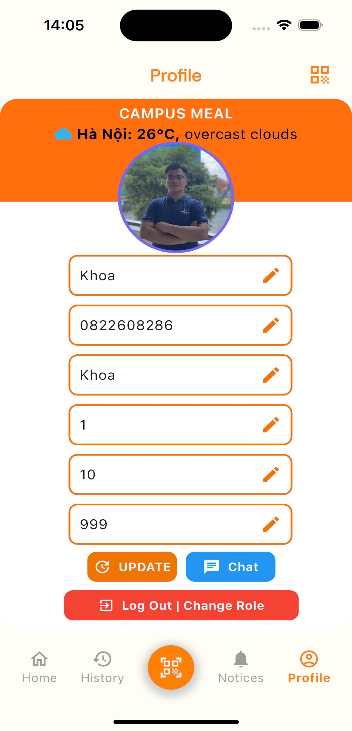 14:05
Profile
CAMPUS MEAL
Hà Nội: 26°C, overcast clouds
Khoa
0822608286
Khoa
1
10
999
UPDATE Chat
Log Out | Change Role
Home History Notices Profile